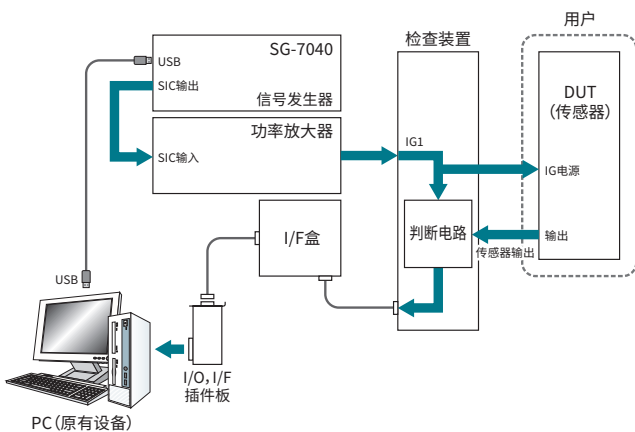 用户
检查装置
SG-7040
USB
SIC输出
信号发生器
DUT
（传感器）
功率放大器
SIC输入
IG1
IG电源
I/F盒
判断电路
输出
传感器输出
USB
I/O，I/F
插件板
PC（原有设备）